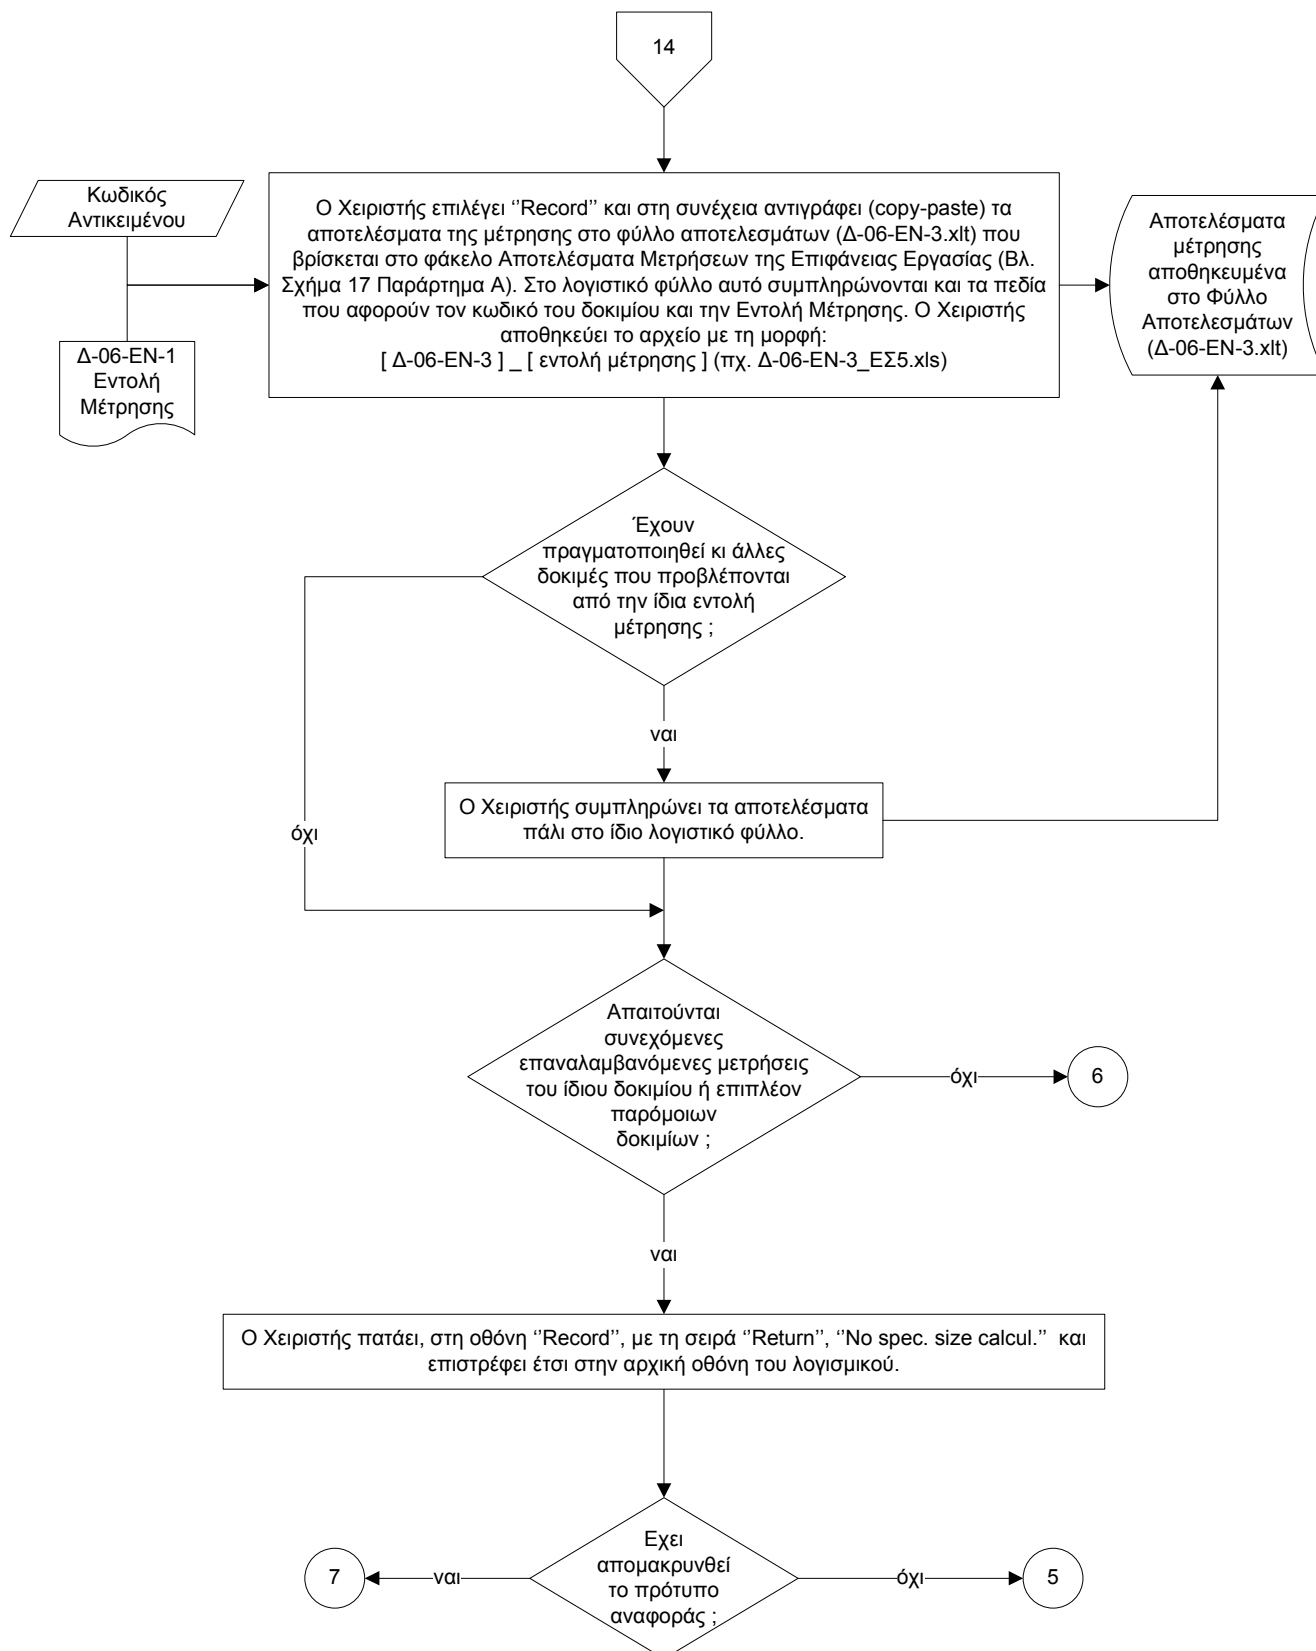 14
Κωδικός
Αντικειμένου
Ο Χειριστής επιλέγει ‘’Record’’ και στη συνέχεια αντιγράφει (copy-paste) τα
αποτελέσματα της μέτρησης στο φύλλο αποτελεσμάτων (Δ-06-ΕΝ-3.xlt) που
βρίσκεται στο φάκελο Αποτελέσματα Μετρήσεων της Επιφάνειας Εργασίας (Βλ.
Σχήμα 17 Παράρτημα Α). Στο λογιστικό φύλλο αυτό συμπληρώνονται και τα πεδία
που αφορούν τον κωδικό του δοκιμίου και την Εντολή Μέτρησης. Ο Χειριστής
αποθηκεύει το αρχείο με τη μορφή:
[ Δ-06-ΕΝ-3 ] _ [ εντολή μέτρησης ] (πχ. Δ-06-ΕΝ-3_ΕΣ5.xls)
Αποτελέσματα
μέτρησης
αποθηκευμένα
στο Φύλλο
Αποτελεσμάτων
(Δ-06-ΕΝ-3.xlt)
Δ-06-ΕΝ-1
Εντολή
Μέτρησης
Έχουν
πραγματοποιηθεί κι άλλες
δοκιμές που προβλέπονται
από την ίδια εντολή
μέτρησης ;
ναι
όχι
Ο Χειριστής συμπληρώνει τα αποτελέσματα
πάλι στο ίδιο λογιστικό φύλλο.
Απαιτούνται
συνεχόμενες
επαναλαμβανόμενες μετρήσεις
του ίδιου δοκιμίου ή επιπλέον
παρόμοιων
δοκιμίων ;
όχι
6
ναι
Ο Χειριστής πατάει, στη οθόνη ‘’Record’’, με τη σειρά ‘’Return’’, ‘’No spec. size calcul.’’ και
επιστρέφει έτσι στην αρχική οθόνη του λογισμικού.
Εχει
απομακρυνθεί
το πρότυπο
αναφοράς ;
7
ναι
όχι
5